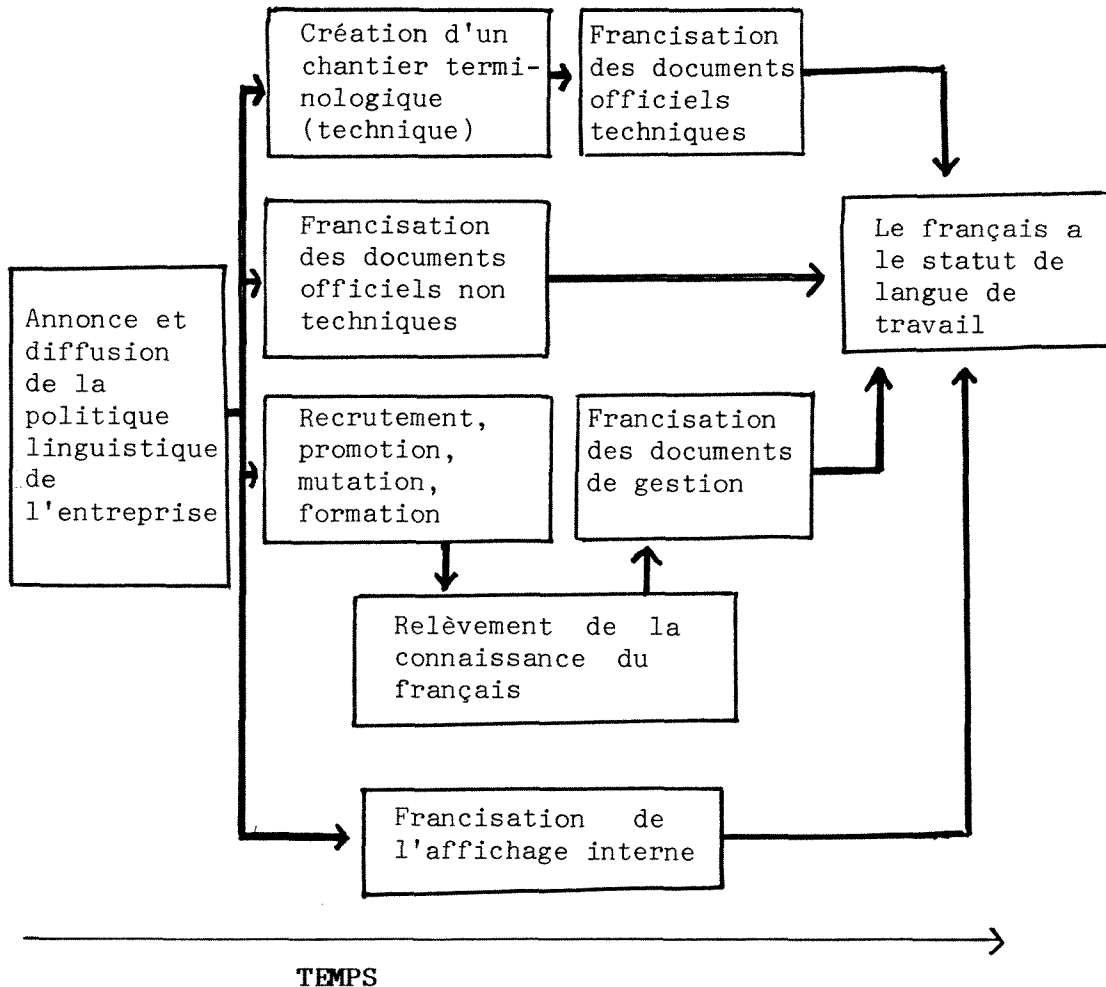 Création d'un
chantier termi-
nologique
(technique)
Francisation
des documents
officiels
techniques
Francisation
des documents
officiels non
techniques
Le français a
le statut de
langue de
travail
Annonce et
diffusion
de la
politique
linguistique
de
l'entreprise
Recrutement,
promotion,
mutation,
formation
Francisation
des documents
de gestion
Relèvement de la
connaissance du
français
Francisation de
l'affichage interne
TEMPS